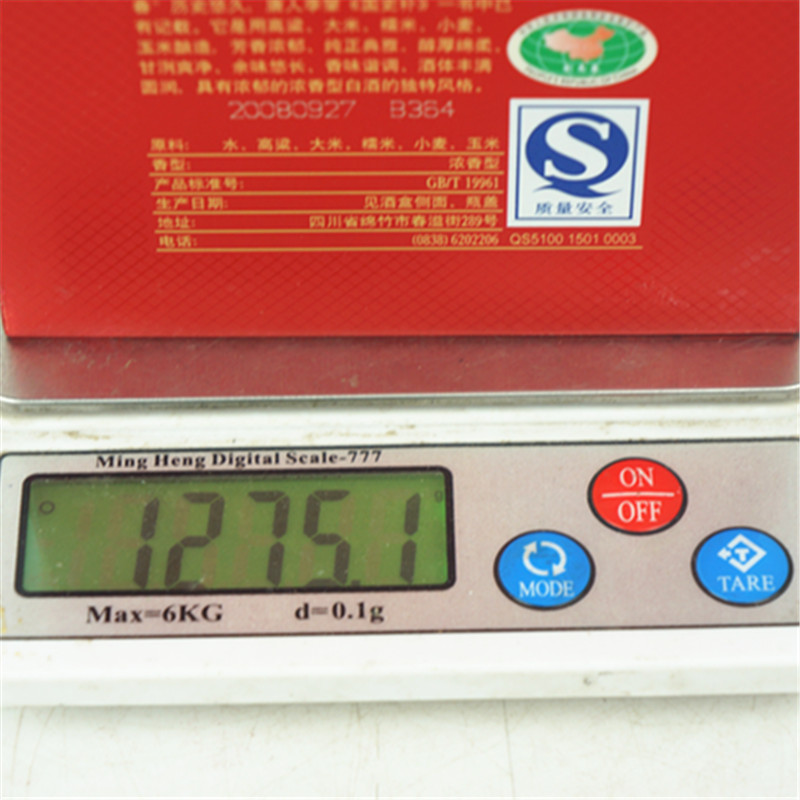 有记载。它是用高粱、大米、糯米、小麦、
玉米酿造，芳香浓郁、纯正典雅、醇厚绵柔、
甘洌爽净、余味悠长、香味谐调、酒体丰满
圆润、具有浓郁的浓香型白酒的独特风格。
20080927 B364
原料: 水、高粱、大米、糯米、小麦、玉米
香型: 浓香型
产品标准号: GB/T 19961
生产日期: 见酒盒侧面、瓶盖
地址: 四川省绵竹市春溢街289号
电话: (0838) 6202206
S
质量安全
QS5100 1501 0003
Ming Heng Digital Scale-777
1275.1 g
Max=6KG d=0.1g
ON
OFF
MODE
T
TARE